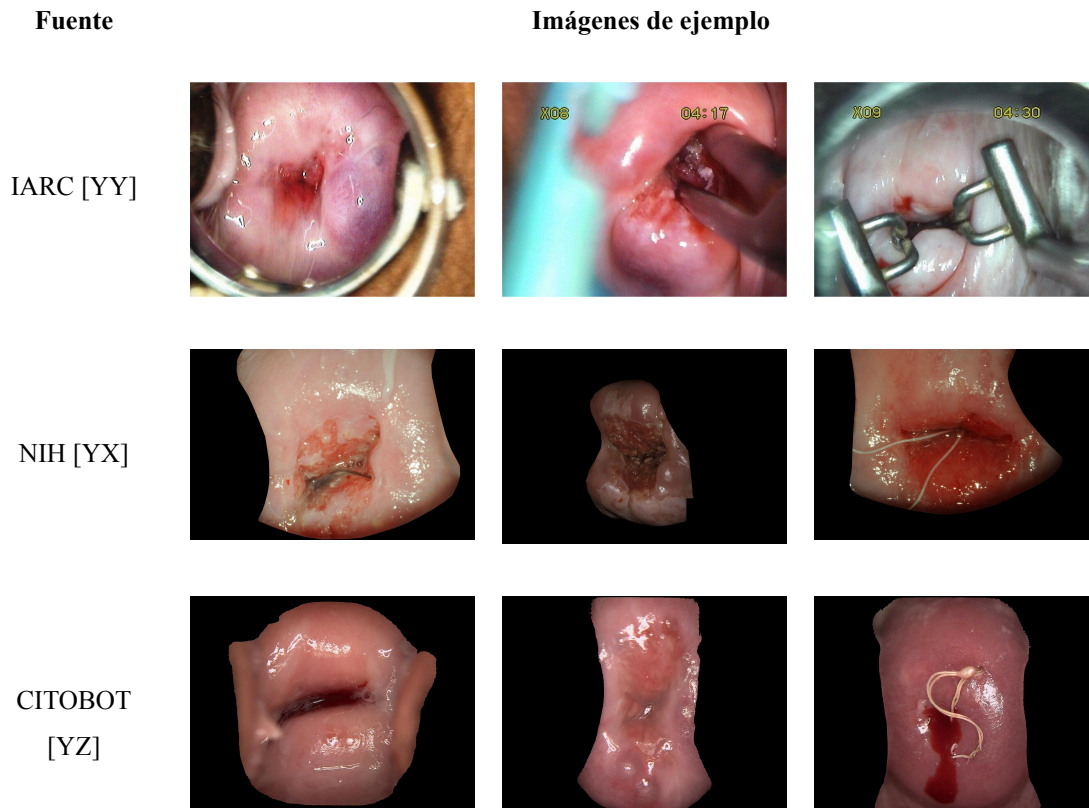 Fuente
Imágenes de ejemplo
IARC [YY]
X08 04:17
X09 04:30
NIH [YX]
CITOBOT
[YZ]